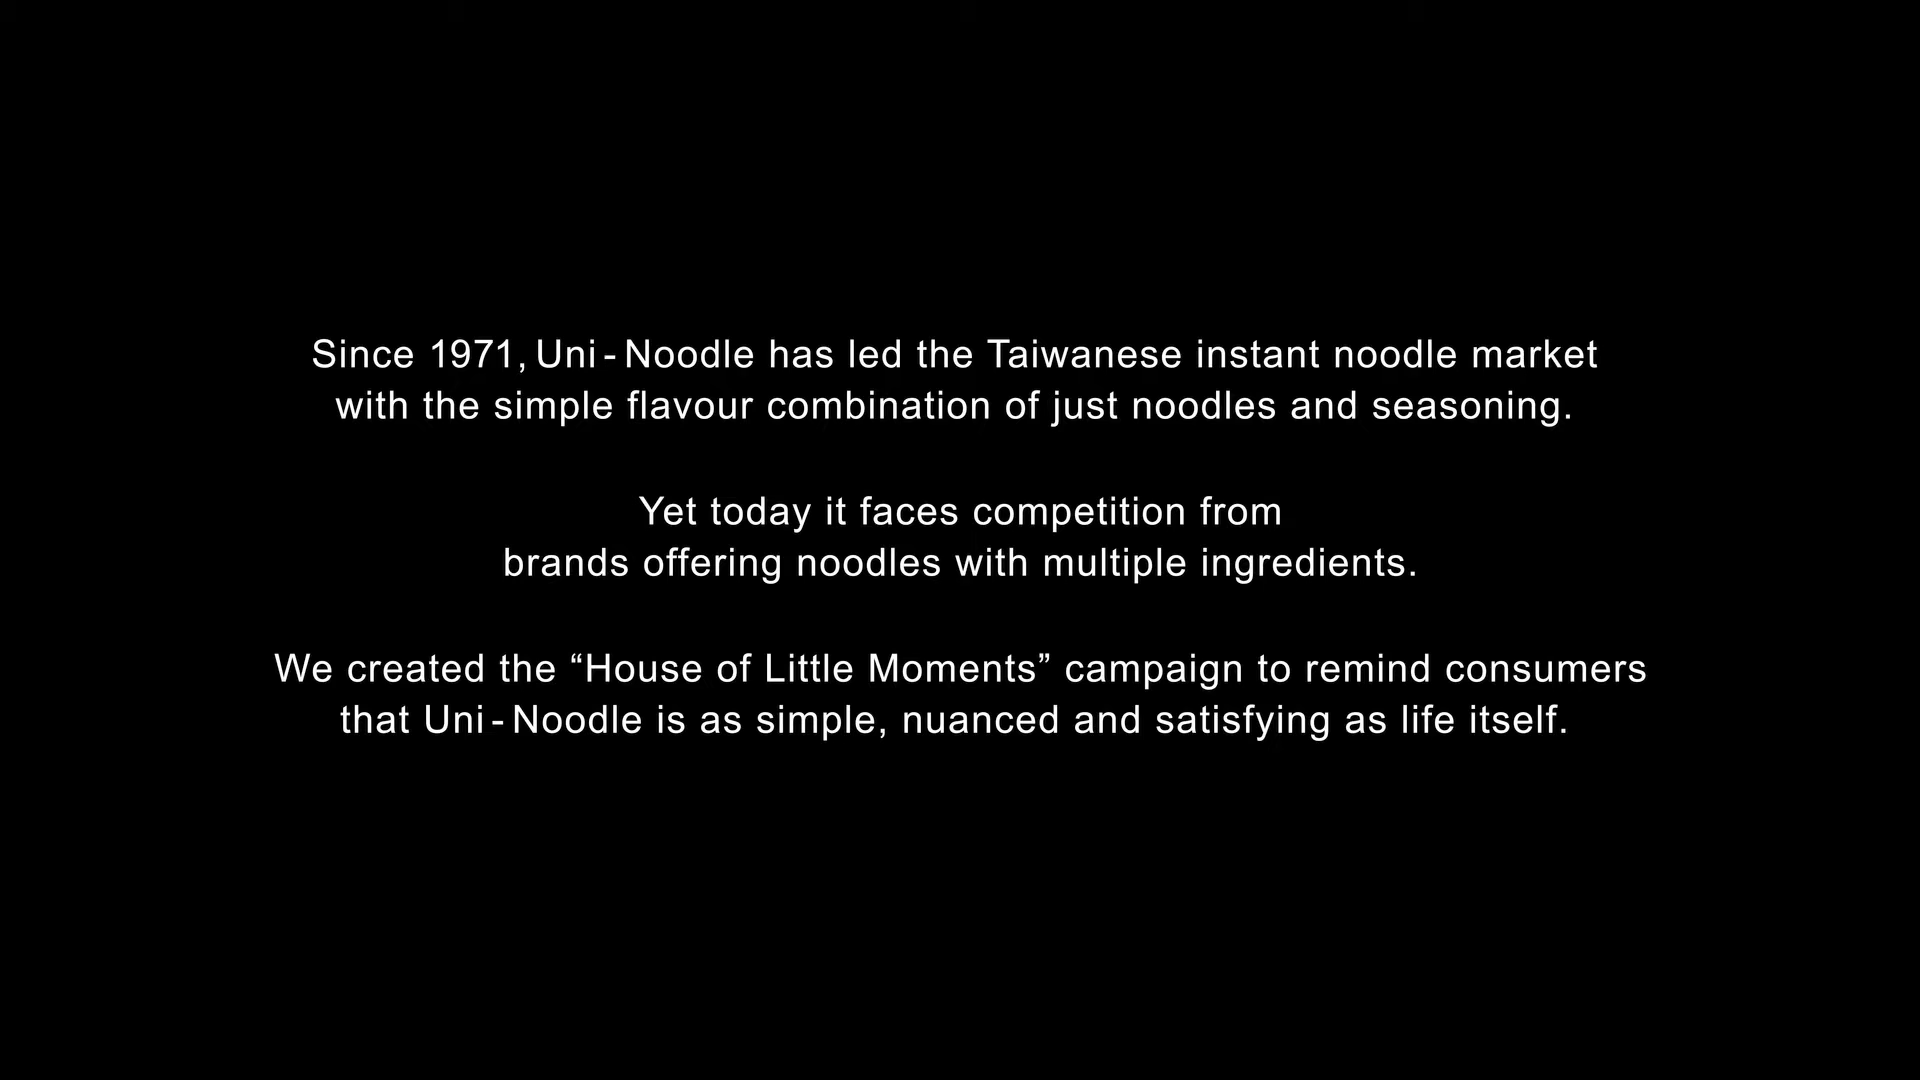 Since 1971, Uni-Noodle has led the Taiwanese instant noodle market
with the simple flavour combination of just noodles and seasoning.
Yet today it faces competition from
brands offering noodles with multiple ingredients.
We created the “House of Little Moments” campaign to remind consumers
that Uni-Noodle is as simple, nuanced and satisfying as life itself.